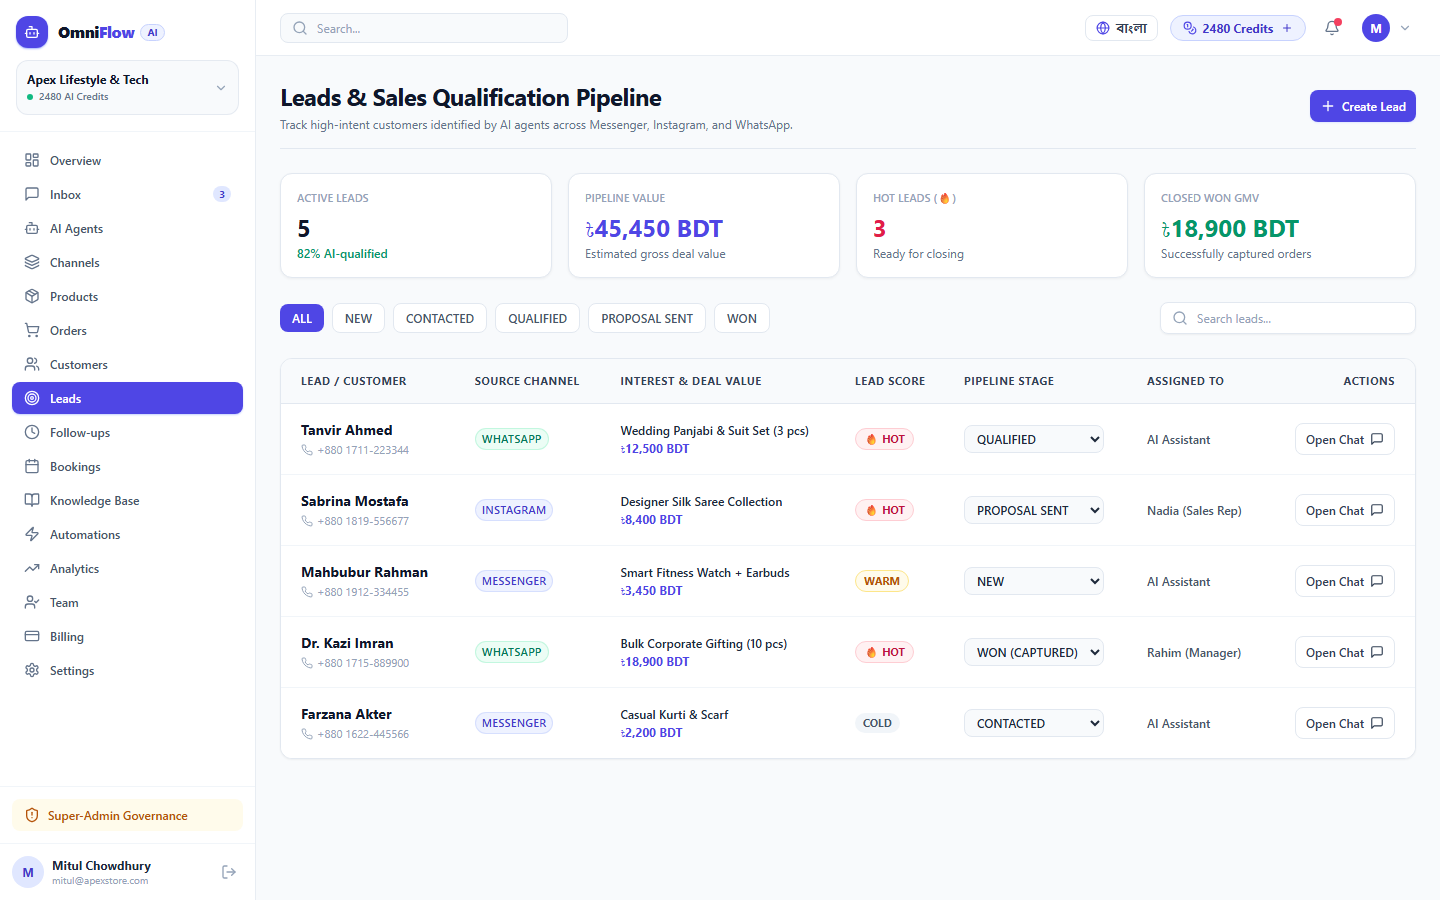 OmniFlow AI
Apex Lifestyle & Tech
2480 AI Credits
Overview
Inbox 3
AI Agents
Channels
Products
Orders
Customers
Leads
Follow-ups
Bookings
Knowledge Base
Automations
Analytics
Team
Billing
Settings
Super-Admin Governance
M
Mitul Chowdhury
mitul@apexstore.com
Search...
বাংলা
2480 Credits +
M
Leads & Sales Qualification Pipeline
Track high-intent customers identified by AI agents across Messenger, Instagram, and WhatsApp.
+ Create Lead
ACTIVE LEADS
5
82% AI-qualified
PIPELINE VALUE
৳45,450 BDT
Estimated gross deal value
HOT LEADS (🔥)
3
Ready for closing
CLOSED WON GMV
৳18,900 BDT
Successfully captured orders
ALL NEW CONTACTED QUALIFIED PROPOSAL SENT WON
Search leads...
LEAD / CUSTOMER SOURCE CHANNEL INTEREST & DEAL VALUE LEAD SCORE PIPELINE STAGE ASSIGNED TO ACTIONS
Tanvir Ahmed
+880 1711-223344
WHATSAPP
Wedding Panjabi & Suit Set (3 pcs)
৳12,500 BDT
🔥 HOT
QUALIFIED
AI Assistant
Open Chat
Sabrina Mostafa
+880 1819-556677
INSTAGRAM
Designer Silk Saree Collection
৳8,400 BDT
🔥 HOT
PROPOSAL SENT
Nadia (Sales Rep)
Open Chat
Mahbubur Rahman
+880 1912-334455
MESSENGER
Smart Fitness Watch + Earbuds
৳3,450 BDT
WARM
NEW
AI Assistant
Open Chat
Dr. Kazi Imran
+880 1715-889900
WHATSAPP
Bulk Corporate Gifting (10 pcs)
৳18,900 BDT
🔥 HOT
WON (CAPTURED)
Rahim (Manager)
Open Chat
Farzana Akter
+880 1622-445566
MESSENGER
Casual Kurti & Scarf
৳2,200 BDT
COLD
CONTACTED
AI Assistant
Open Chat